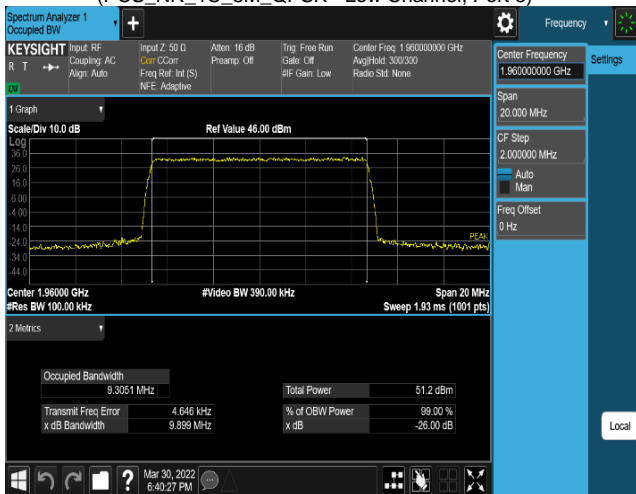 Spectrum Analyzer 1
Occupied BW
Frequency
KEYSIGHT
R T
LXI
Input: RF
Coupling: AC
Align: Auto
Input Z: 50 Ω
Corr CCorr
Freq Ref: Int (S)
NFE: Adaptive
Atten: 16 dB
Preamp: Off
Trig: Free Run
Gate: Off
#IF Gain: Low
Center Freq: 1.960000000 GHz
Avg|Hold: 300/300
Radio Std: None
Center Frequency
1.960000000 GHz
Settings
Span
20.000 MHz
CF Step
2.000000 MHz
Auto
Man
Freq Offset
0 Hz
1 Graph
Scale/Div 10.0 dB
Ref Value 46.00 dBm
Log
36.0
26.0
16.0
6.00
-4.00
-14.0
-24.0
-34.0
-44.0
PEAK
Center 1.96000 GHz
#Video BW 390.00 kHz
Span 20 MHz
#Res BW 100.00 kHz
Sweep 1.93 ms (1001 pts)
2 Metrics
Occupied Bandwidth
9.3051 MHz
Total Power
51.2 dBm
Transmit Freq Error
4.646 kHz
% of OBW Power
99.00 %
x dB Bandwidth
9.899 MHz
x dB
-26.00 dB
Local
?
Mar 30, 2022
6:40:27 PM